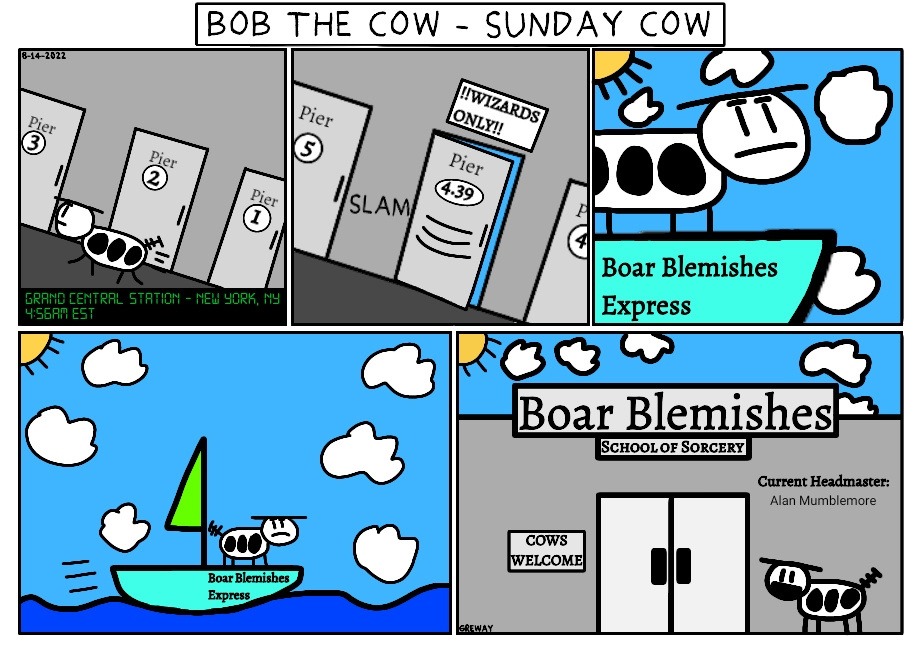 BOB THE COW - SUNDAY COW
8-14-2022
Pier
3
Pier
2
Pier
1
GRAND CENTRAL STATION - NEW YORK, NY
4:56AM EST
!!WIZARDS
ONLY!!
Pier
5
Pier
4.39
SLAM
P
4
Boar Blemishes
Express
Boar Blemishes
Express
Boar Blemishes
SCHOOL OF SORCERY
Current Headmaster:
Alan Mumblemore
COWS
WELCOME
GREWAY